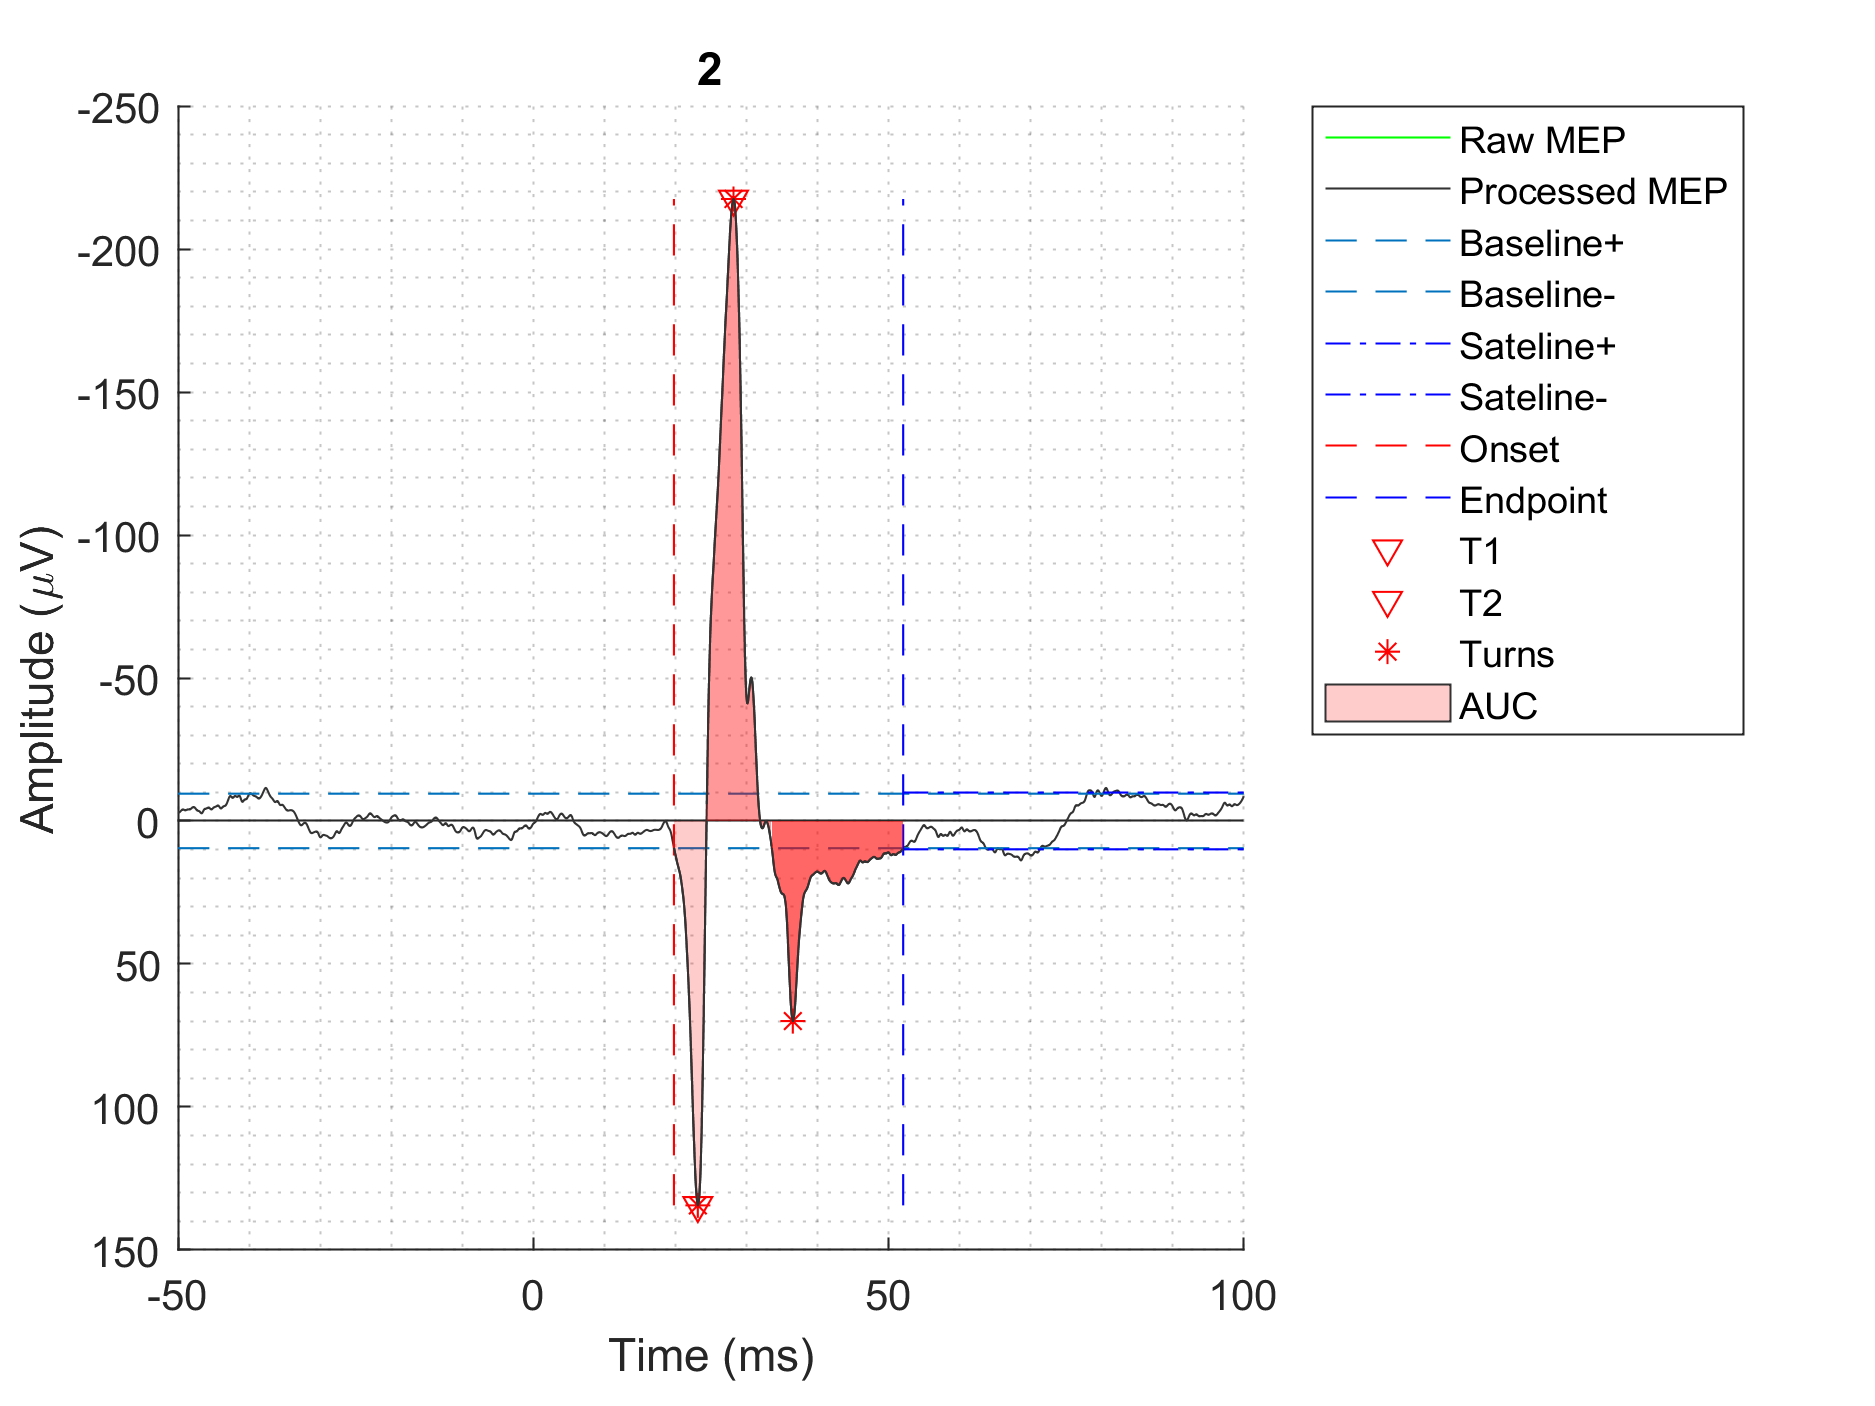 2
-250
-200
-150
-100
-50
0
50
100
150
Amplitude (μV)
-50 0 50 100
Time (ms)
Raw MEP
Processed MEP
Baseline+
Baseline-
Sateline+
Sateline-
Onset
Endpoint
T1
T2
Turns
AUC